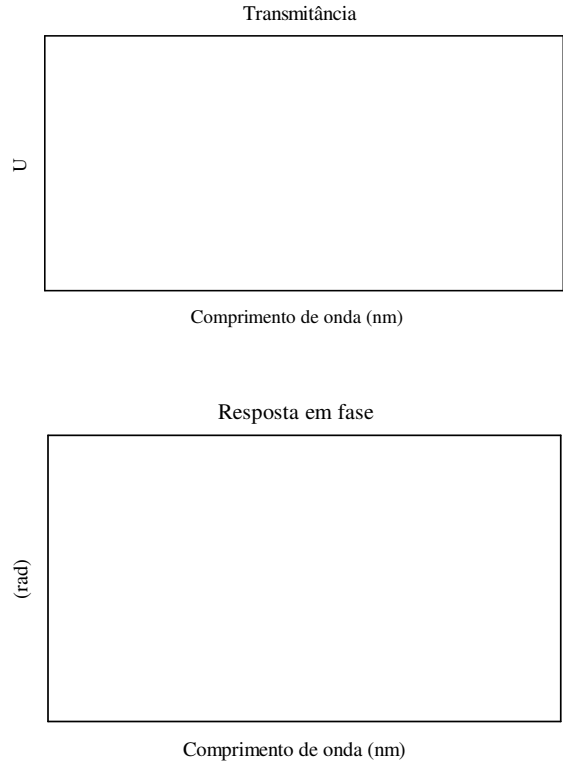 Transmitância
U
Comprimento de onda (nm)
Resposta em fase
(rad)
Comprimento de onda (nm)